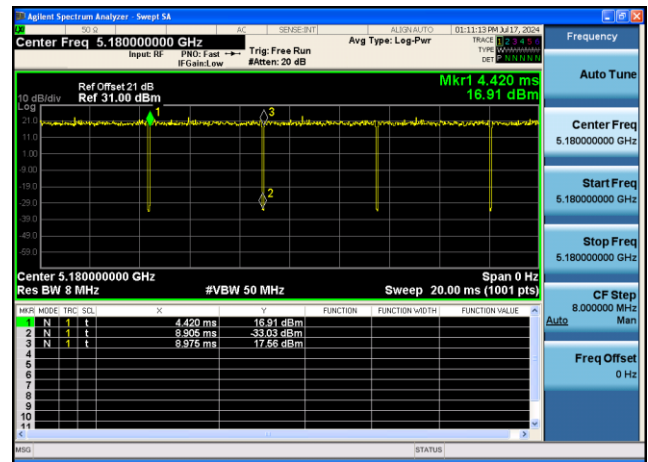 Agilent Spectrum Analyzer - Swept SA
50 Ω AC SENSE:INT ALIGN AUTO 01:11:13 PM Jul 17, 2024
Center Freq 5.180000000 GHz
Input: RF PNO: Fast Trig: Free Run
IFGain:Low #Atten: 20 dB
Avg Type: Log-Pwr
TRACE 1 2 3 4 5 6
TYPE
DET P N N N N N
Frequency
Ref Offset 21 dB
10 dB/div Ref 31.00 dBm
Log
Mkr1 4.420 ms
16.91 dBm
21.0
11.0
1.00
-9.00
-19.0
-29.0
-39.0
-49.0
-59.0
1
3
2
Center 5.180000000 GHz Span 0 Hz
Res BW 8 MHz #VBW 50 MHz Sweep 20.00 ms (1001 pts)
MKR MODE TRC SCL X Y FUNCTION FUNCTION WIDTH FUNCTION VALUE
1 N 1 t 4.420 ms 16.91 dBm
2 N 1 t 8.905 ms -33.03 dBm
3 N 1 t 8.975 ms 17.56 dBm
4
5
6
7
8
9
10
11
MSG STATUS
Auto Tune
Center Freq
5.180000000 GHz
Start Freq
5.180000000 GHz
Stop Freq
5.180000000 GHz
CF Step
8.000000 MHz
Auto Man
Freq Offset
0 Hz